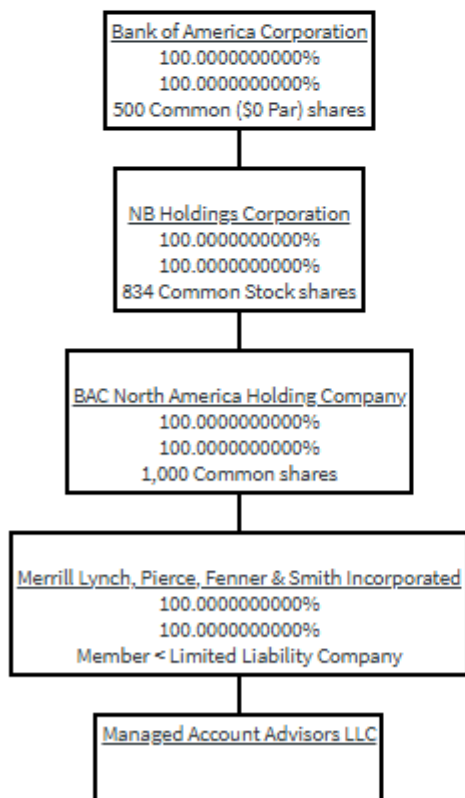 Bank of America Corporation
100.0000000000%
100.0000000000%
500 Common ($0 Par) shares
NB Holdings Corporation
100.0000000000%
100.0000000000%
834 Common Stock shares
BAC North America Holding Company
100.0000000000%
100.0000000000%
1,000 Common shares
Merrill Lynch, Pierce, Fenner & Smith Incorporated
100.0000000000%
100.0000000000%
Member < Limited Liability Company
Managed Account Advisors LLC